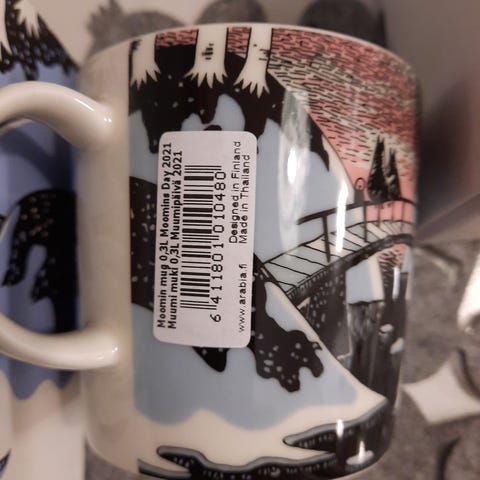 Moomin mug 0,3L Moomins Day 2021
Muumi muki 0,3L Muumipäivä 2021
6 411801 010480
Designed in Finland
www.arabia.fi Made in Thailand